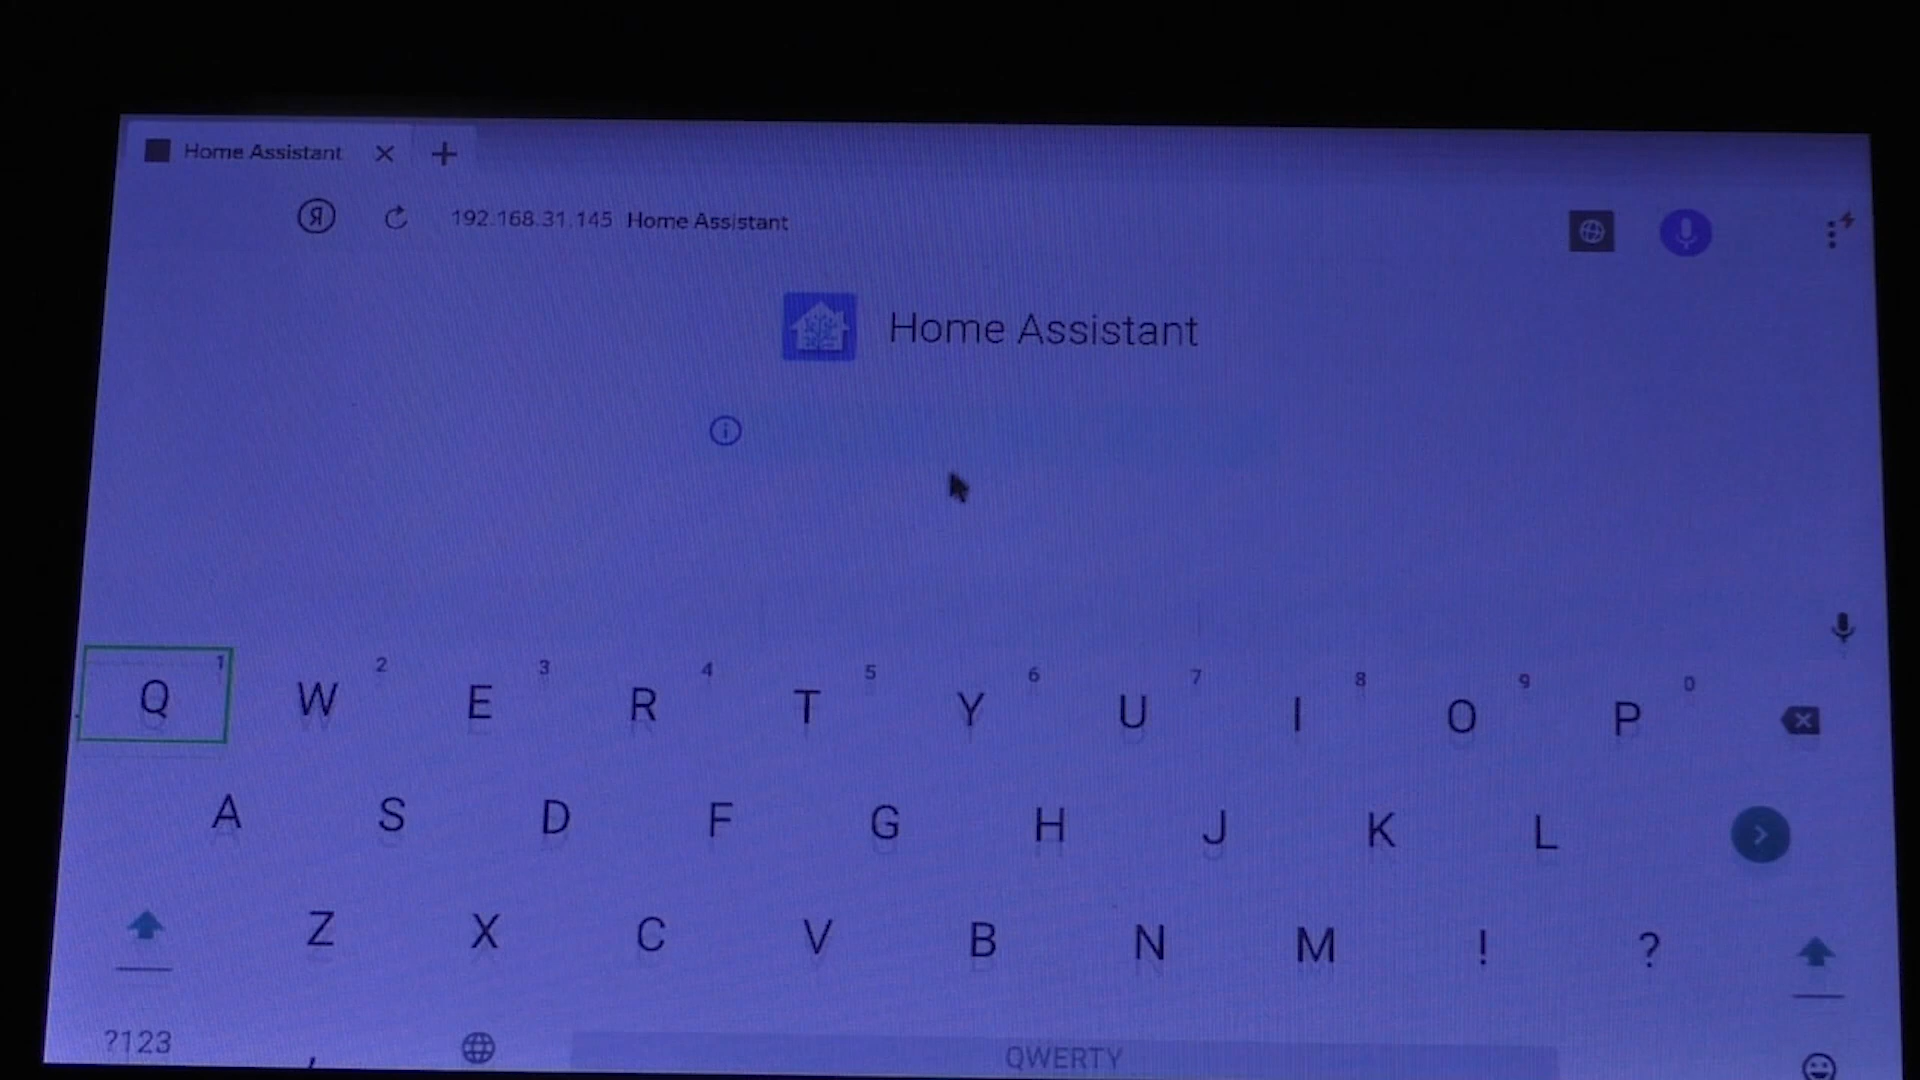 Home Assistant
Я 192.168.31.145 Home Assistant
Home Assistant
1 2 3 4 5 6 7 8 9 0
Q W E R T Y U I O P
A S D F G H J K L
Z X C V B N M ! ?
?123 , QWERTY